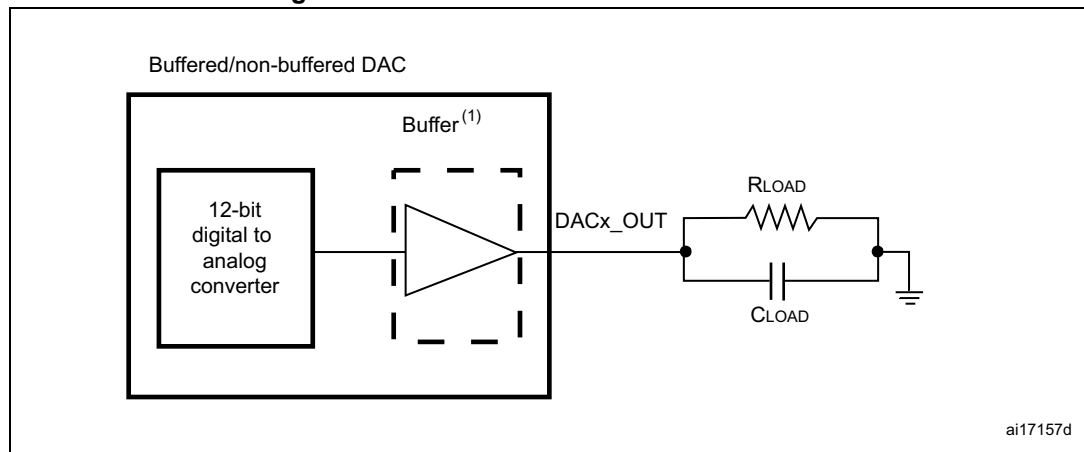 Buffered/non-buffered DAC
Buffer(1)
12-bit
digital to
analog
converter
DACx_OUT
RLOAD
CLOAD
ai17157d